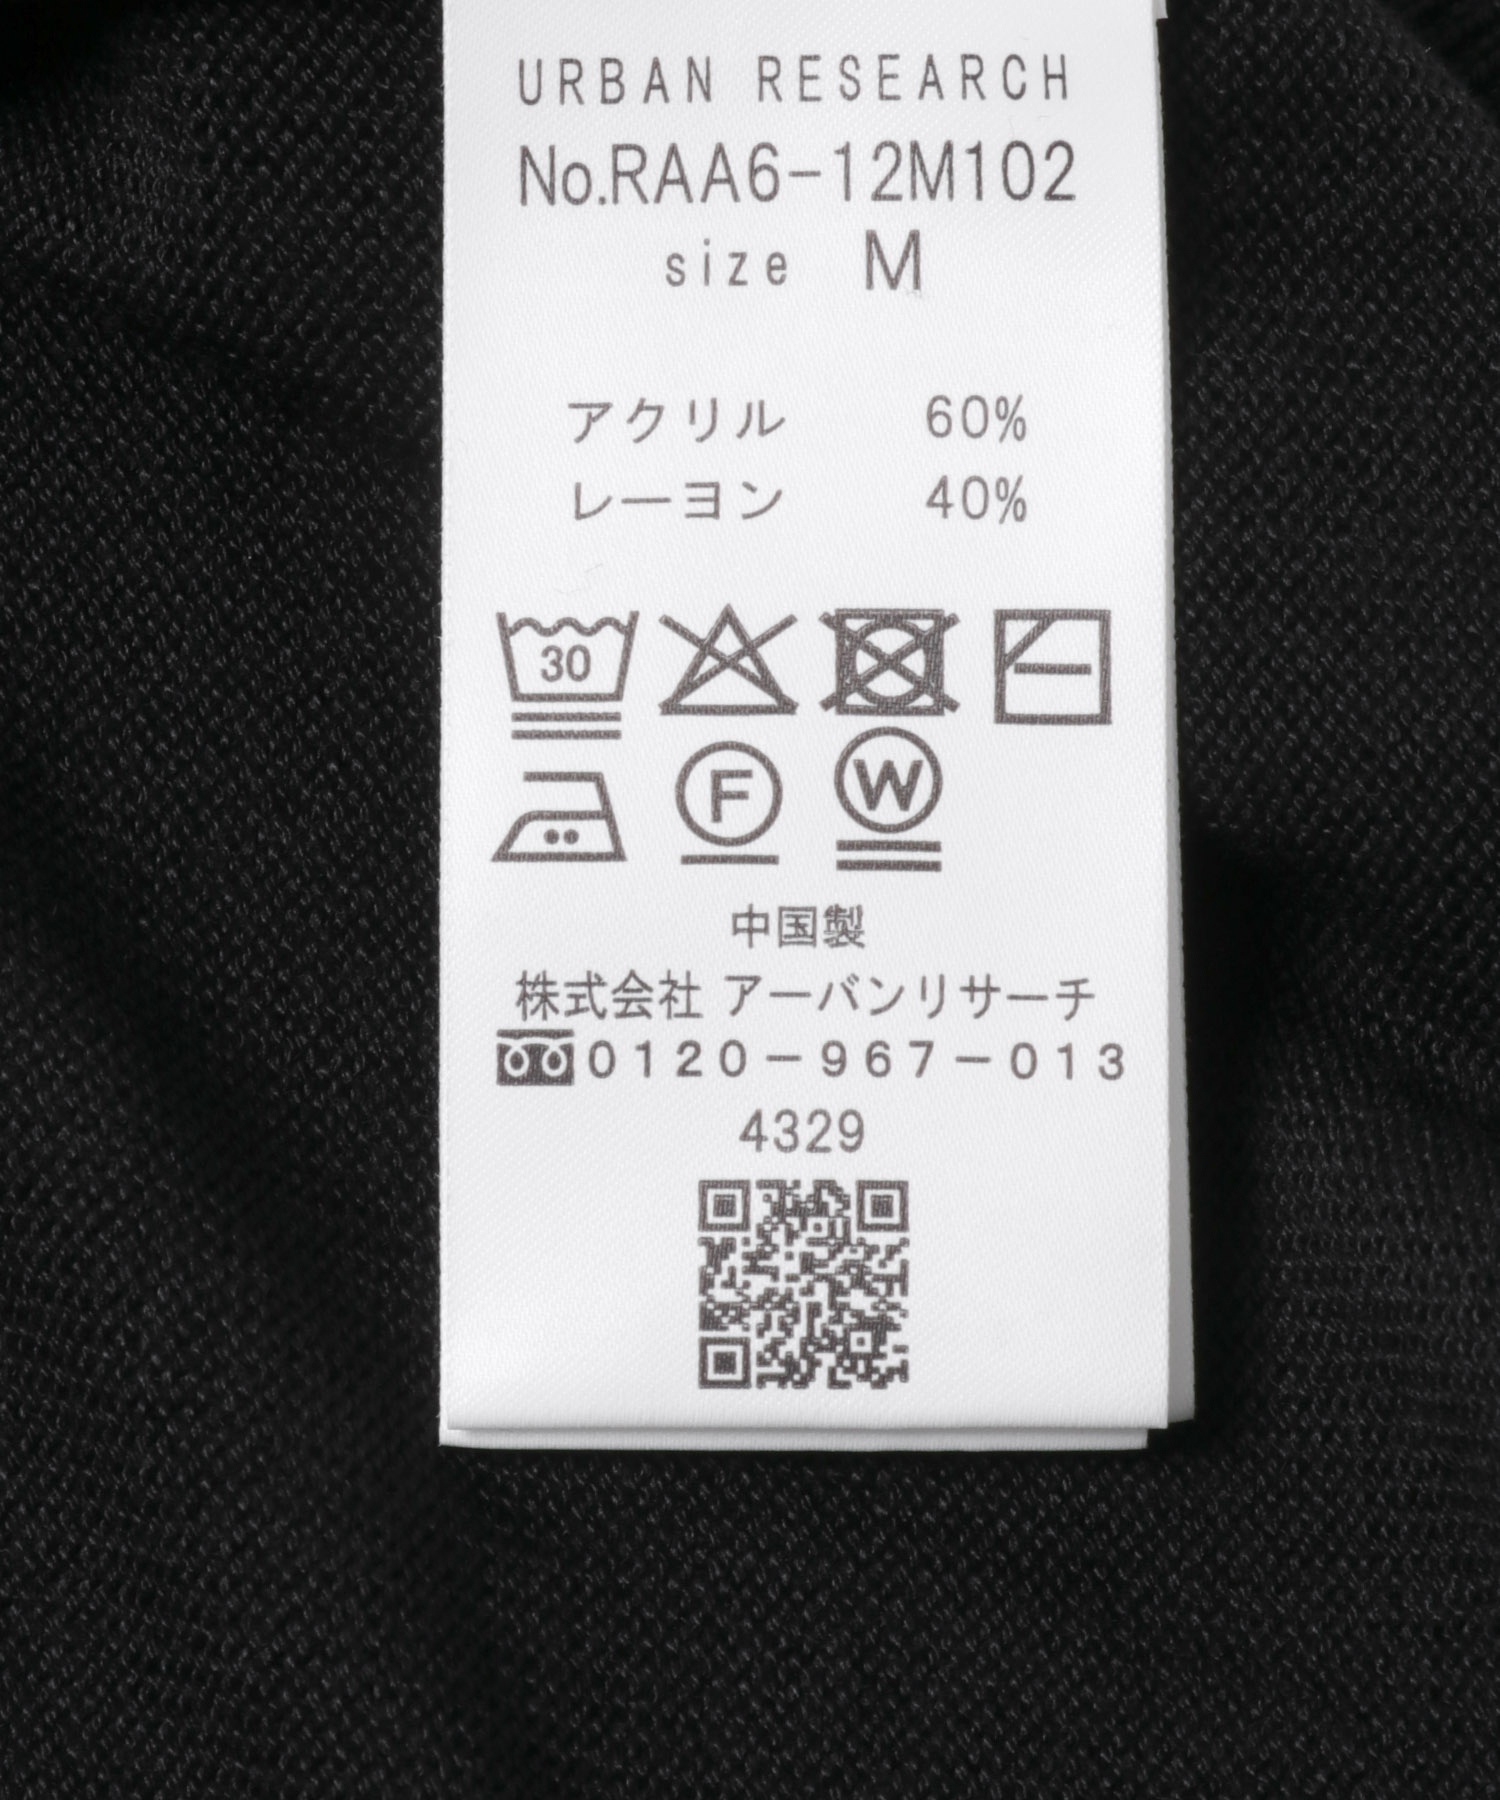 URBAN RESEARCH
No.RAA6-12M102
size M
アクリル 60%
レーヨン 40%
30
F W
中国製
株式会社 アーバンリサーチ
0120-967-013
4329